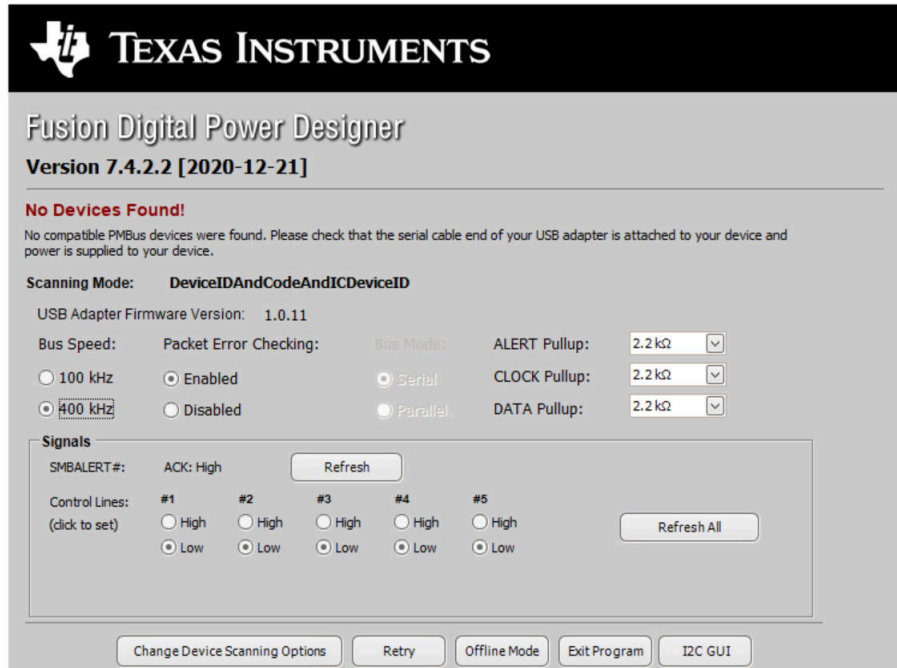 TEXAS INSTRUMENTS
Fusion Digital Power Designer
Version 7.4.2.2 [2020-12-21]
No Devices Found!
No compatible PMBus devices were found. Please check that the serial cable end of your USB adapter is attached to your device and
power is supplied to your device.
Scanning Mode: DeviceIDAndCodeAndICDeviceID
USB Adapter Firmware Version: 1.0.11
Bus Speed: Packet Error Checking: Bus Mode: ALERT Pullup: 2.2 kΩ
100 kHz Enabled Serial CLOCK Pullup: 2.2 kΩ
400 kHz Disabled Parallel DATA Pullup: 2.2 kΩ
Signals
SMBALERT#: ACK: High Refresh
Control Lines: #1 #2 #3 #4 #5
(click to set) High High High High High Refresh All
Low Low Low Low Low
Change Device Scanning Options Retry Offline Mode Exit Program I2C GUI